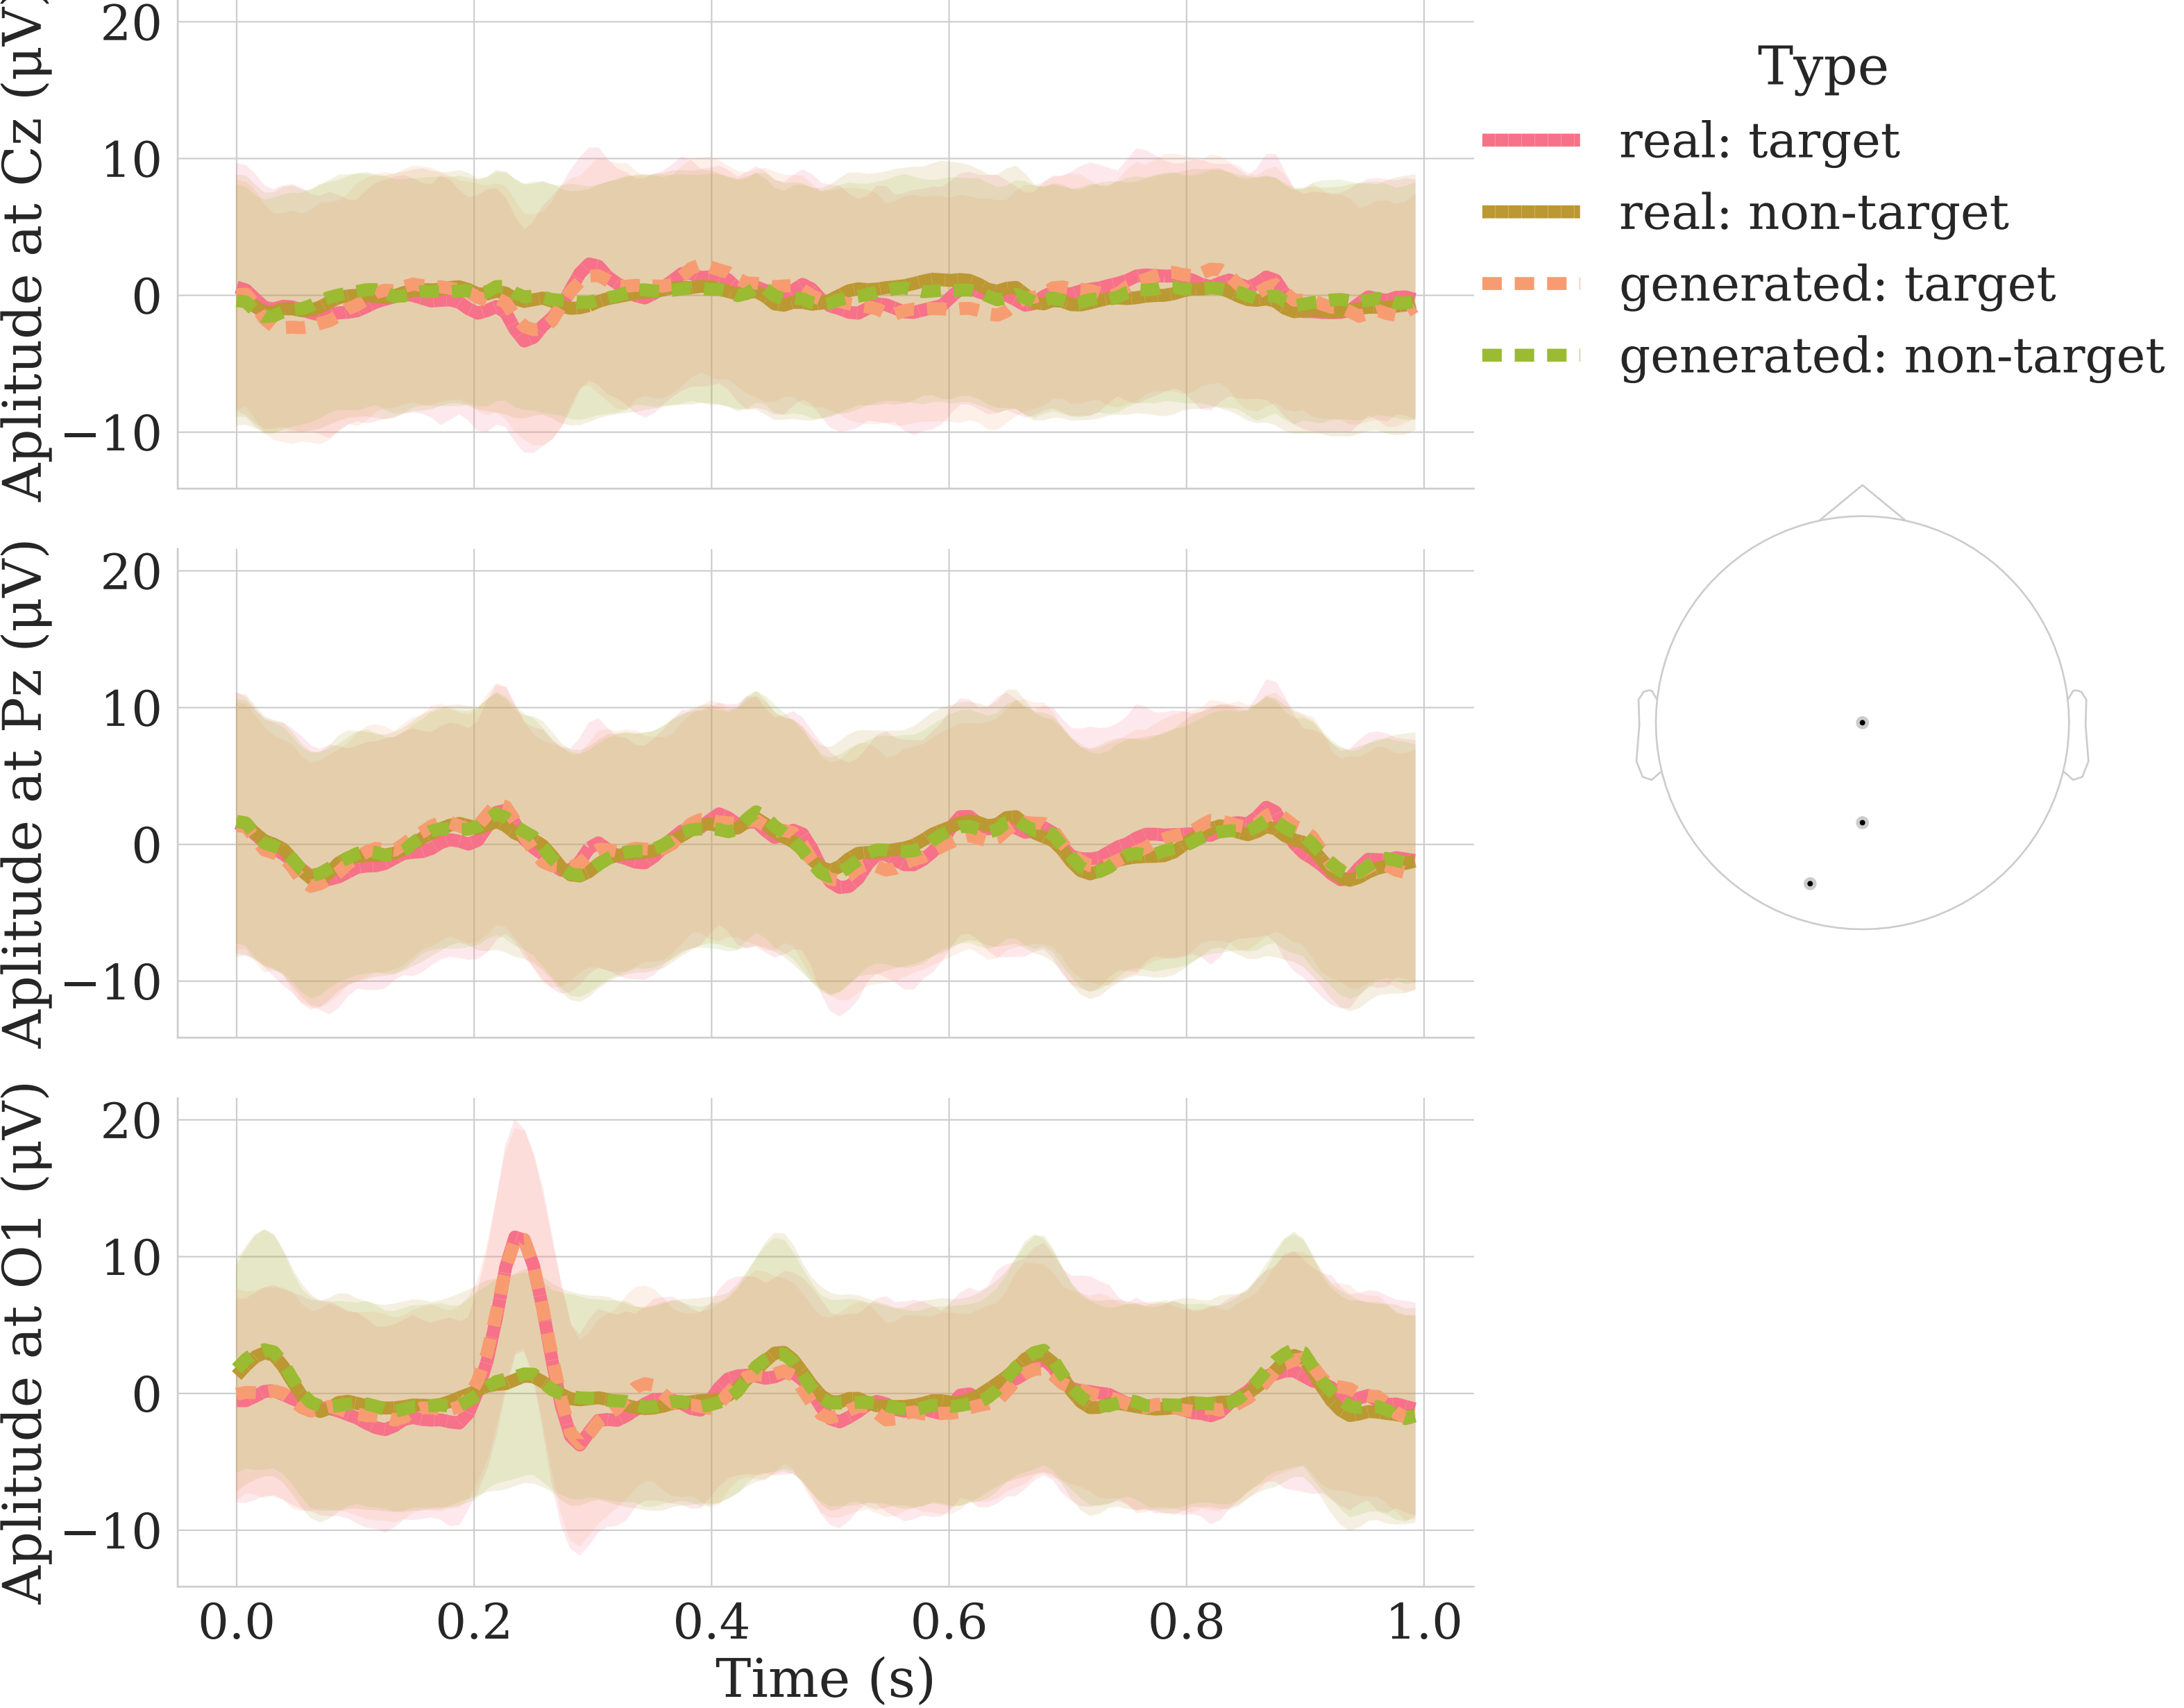 Aplitude at Cz (μV)
20
10
0
−10
Aplitude at Pz (μV)
20
10
0
−10
Aplitude at O1 (μV)
20
10
0
−10
0.0 0.2 0.4 0.6 0.8 1.0
Time (s)
Type
real: target
real: non-target
generated: target
generated: non-target